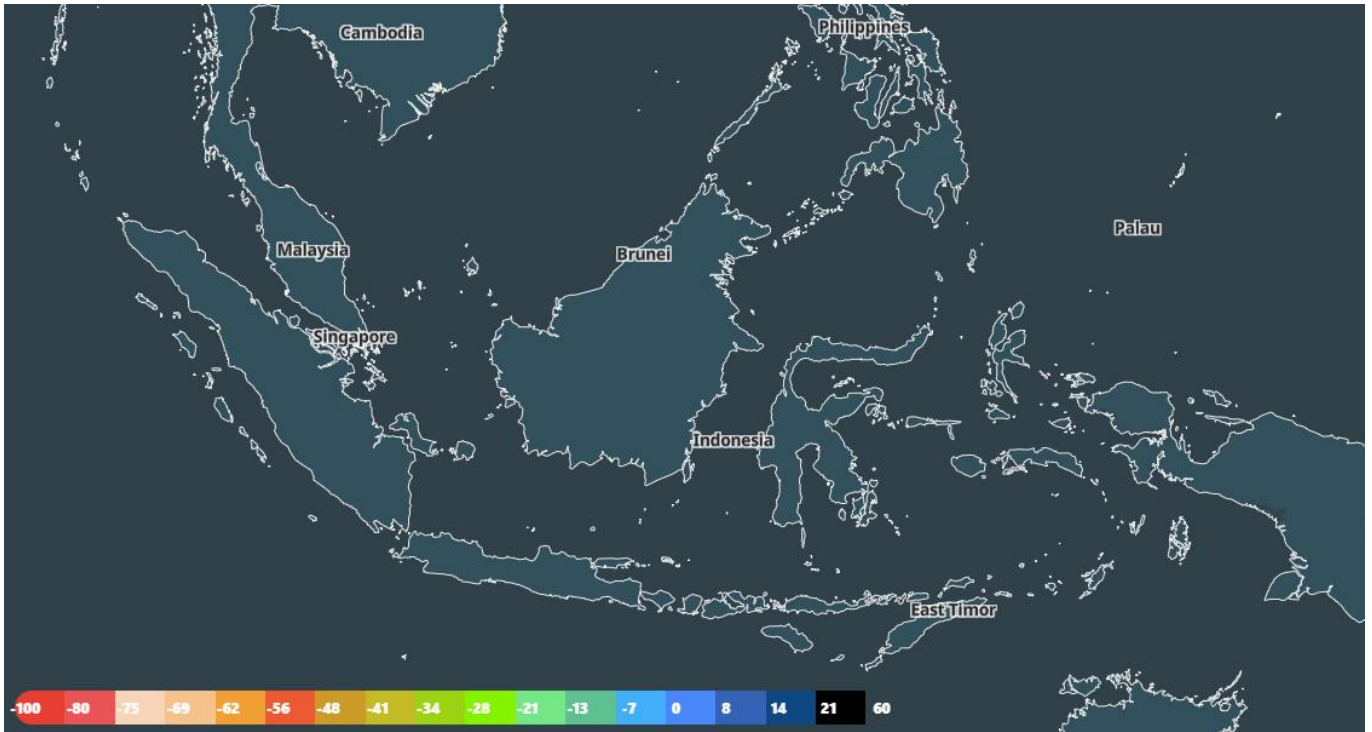 Cambodia
Philippines
Palau
Malaysia
Brunei
Singapore
Indonesia
East Timor
-100 -80 -75 -69 -62 -56 -48 -41 -34 -28 -21 -13 -7 0 8 14 21 60